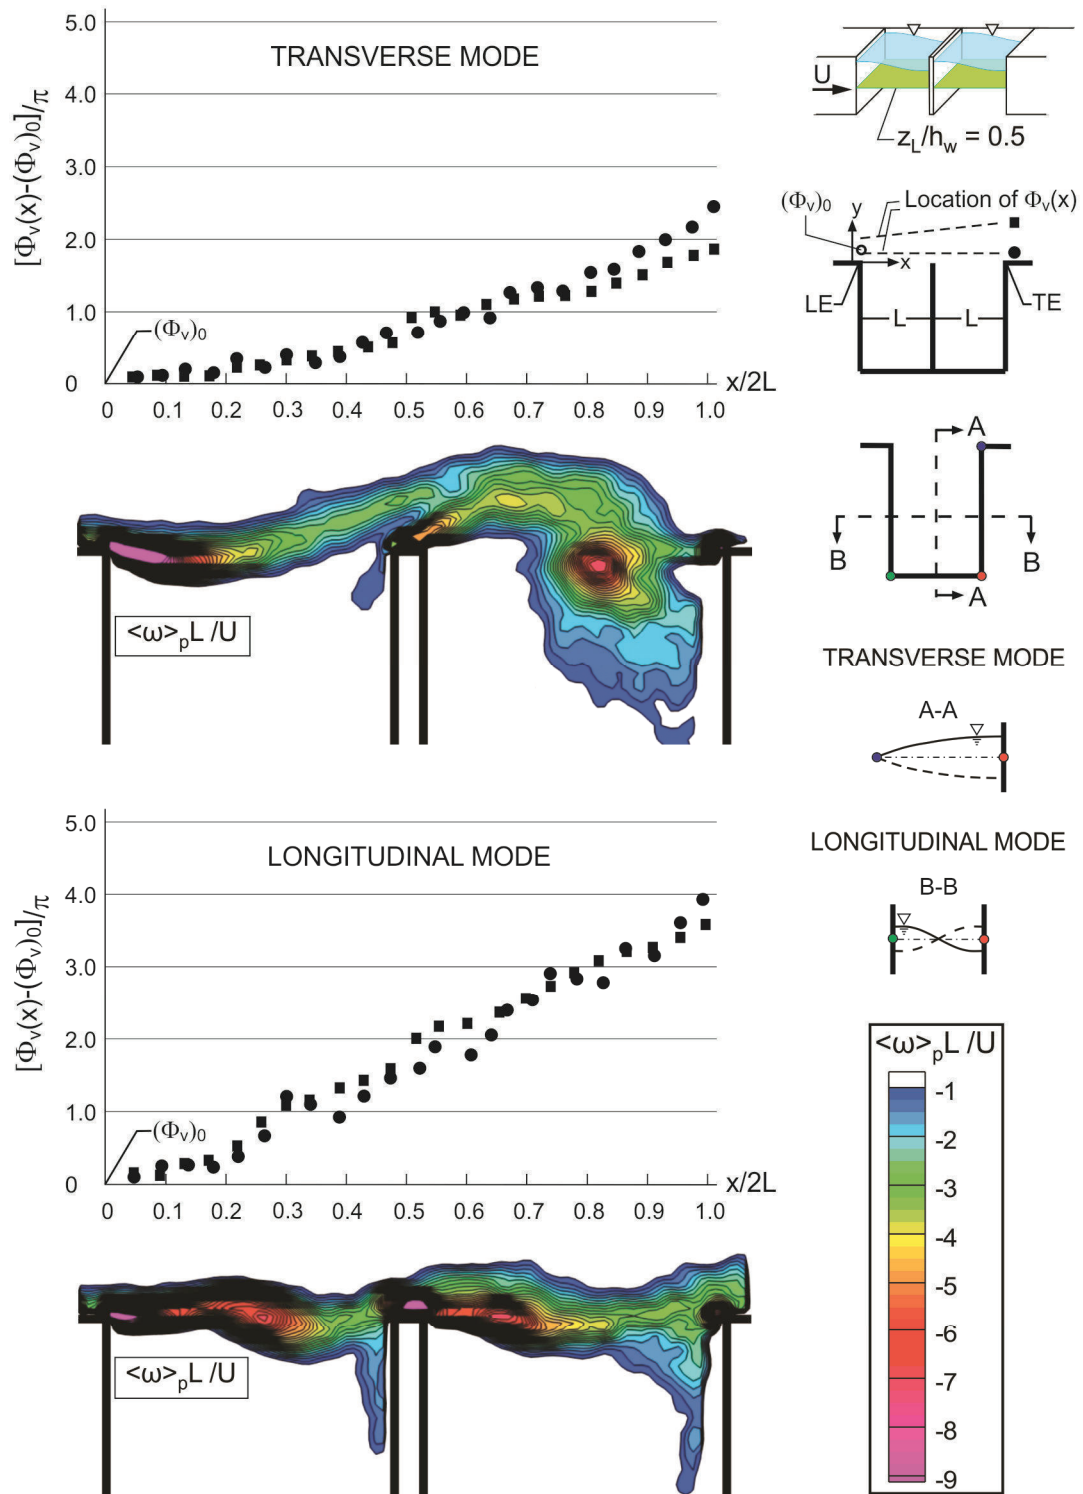 5.0
TRANSVERSE MODE
4.0
3.0
2.0
1.0
0
[Φv(x)-(Φv)0]/π
(Φv)0
0 0.1 0.2 0.3 0.4 0.5 0.6 0.7 0.8 0.9 1.0
x/2L
<ω>pL /U
U
zL/hw = 0.5
(Φv)0
y
Location of Φv(x)
x
LE
L
L
TE
A
B
B
A
TRANSVERSE MODE
A-A
LONGITUDINAL MODE
B-B
5.0
LONGITUDINAL MODE
4.0
3.0
2.0
1.0
0
[Φv(x)-(Φv)0]/π
(Φv)0
0 0.1 0.2 0.3 0.4 0.5 0.6 0.7 0.8 0.9 1.0
x/2L
<ω>pL /U
<ω>pL /U
-1
-2
-3
-4
-5
-6
-7
-8
-9